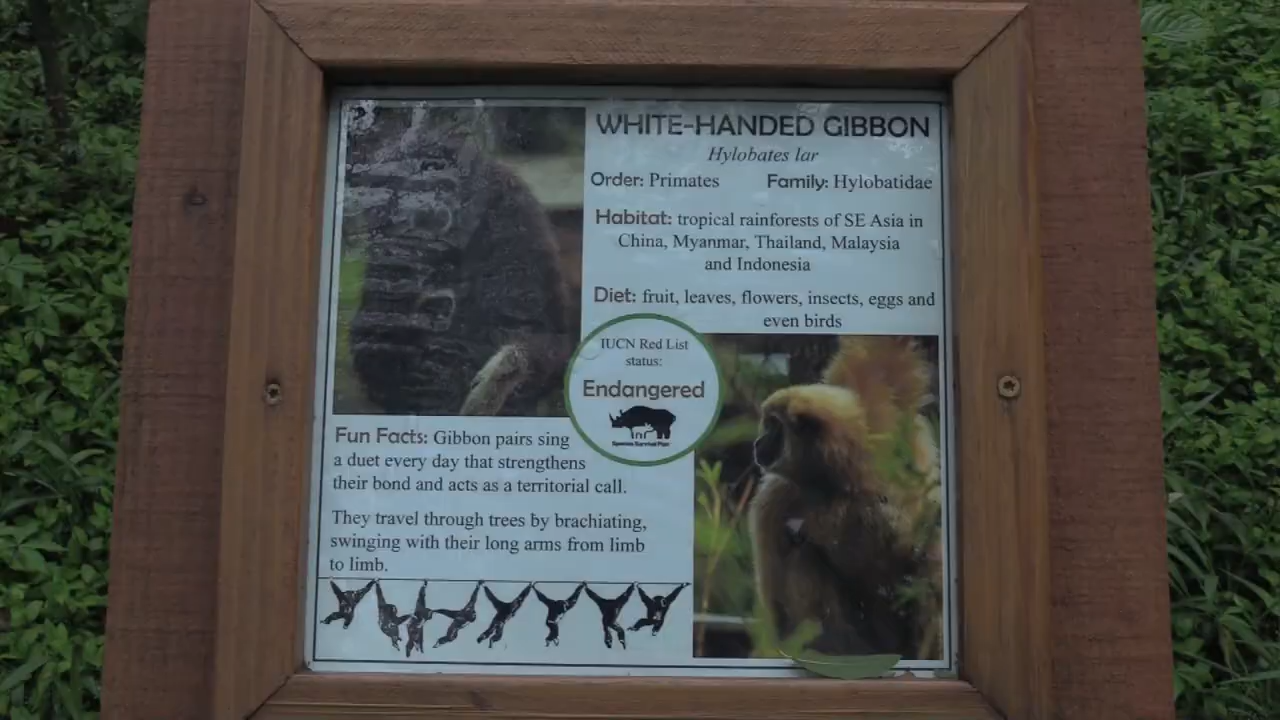 WHITE-HANDED GIBBON
Hylobates lar
Order: Primates Family: Hylobatidae
Habitat: tropical rainforests of SE Asia in
China, Myanmar, Thailand, Malaysia
and Indonesia
Diet: fruit, leaves, flowers, insects, eggs and
even birds
IUCN Red List
status:
Endangered
Species Survival Plan
Fun Facts: Gibbon pairs sing
a duet every day that strengthens
their bond and acts as a territorial call.
They travel through trees by brachiating,
swinging with their long arms from limb
to limb.